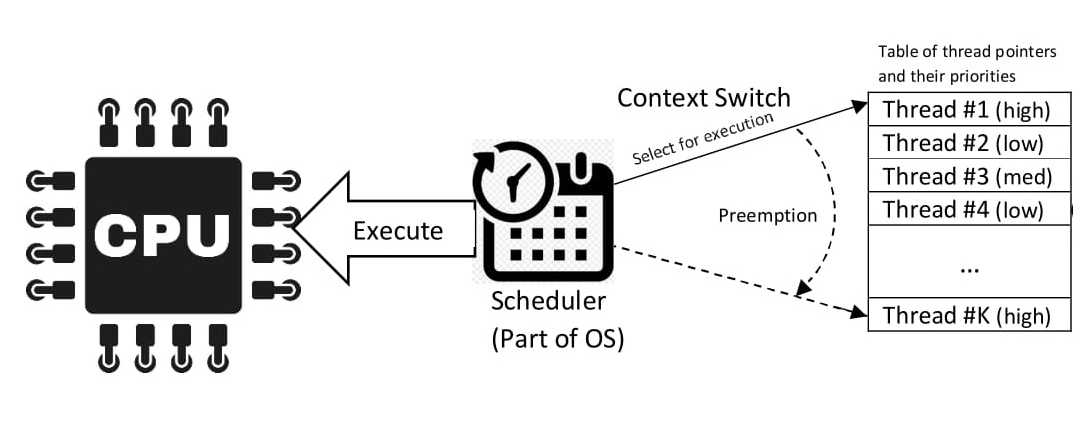 Table of thread pointers
and their priorities
Context Switch
Select for execution
Thread #1 (high)
Thread #2 (low)
Thread #3 (med)
Thread #4 (low)
...
Thread #K (high)
Preemption
CPU
Execute
Scheduler
(Part of OS)